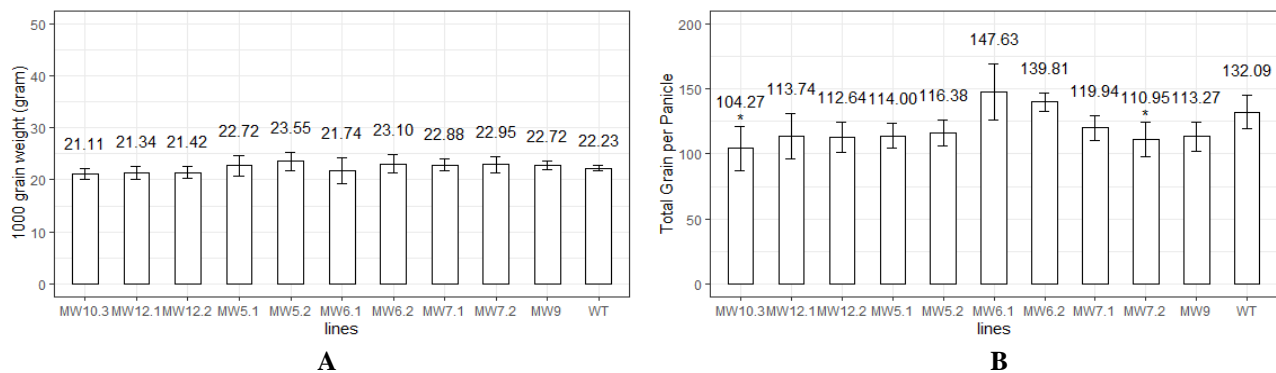 50
40
30
20
10
0
1000 grain weight (gram)
21.11 21.34 21.42 22.72 23.55 21.74 23.10 22.88 22.95 22.72 22.23
MW10.3 MW12.1 MW12.2 MW5.1 MW5.2 MW6.1 MW6.2 MW7.1 MW7.2 MW9 WT
lines
A
200
150
100
50
0
Total Grain per Panicle
104.27 113.74 112.64 114.00 116.38 147.63 139.81 119.94 110.95 113.27 132.09
* *
MW10.3 MW12.1 MW12.2 MW5.1 MW5.2 MW6.1 MW6.2 MW7.1 MW7.2 MW9 WT
lines
B